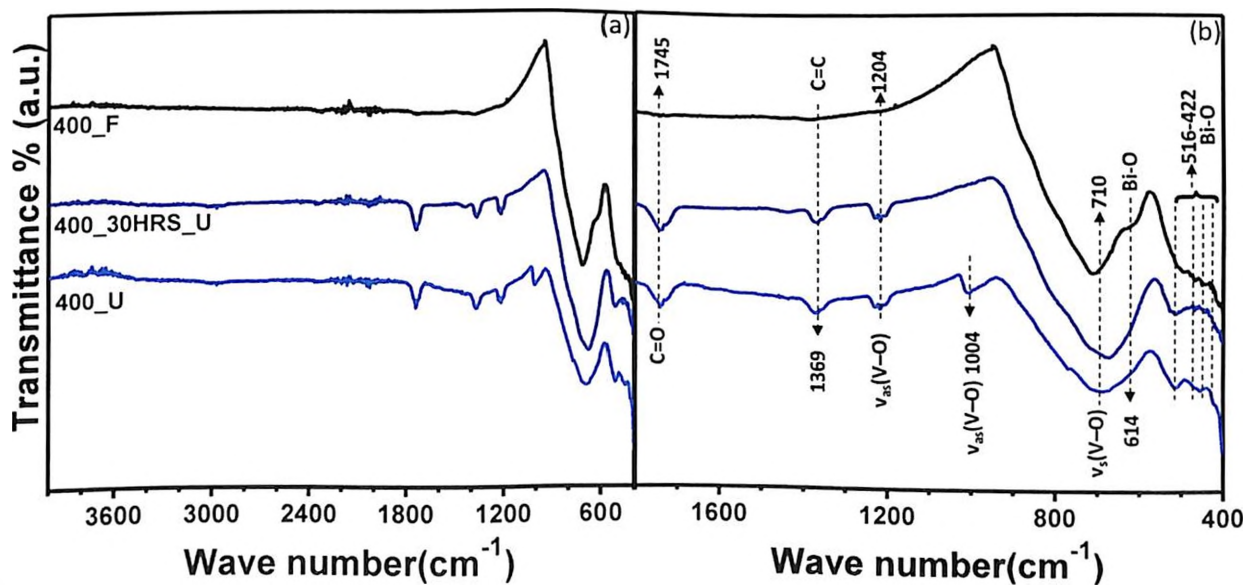 Transmittance % (a.u.)
(a)
400_F
400_30HRS_U
400_U
3600
3000
2400
1800
1200
600
Wave number(cm⁻¹)
(b)
1745
C=C
1204
516-422
Bi-O
710
Bi-O
C=O
1369
νas(V–O)
νas(V–O) 1004
νs(V–O)
614
1600
1200
800
400
Wave number(cm⁻¹)